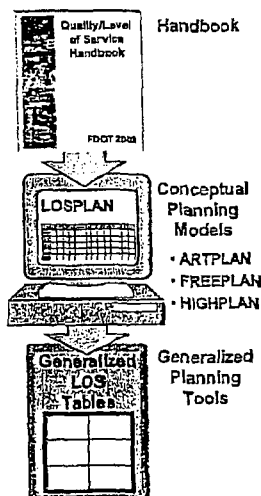 Quality/Level
of Service
Handbook
FDOT 2002
Handbook
LOSPLAN
Conceptual
Planning
Models
• ARTPLAN
• FREEPLAN
• HIGHPLAN
Generalized
LOS
Tables
Generalized
Planning
Tools